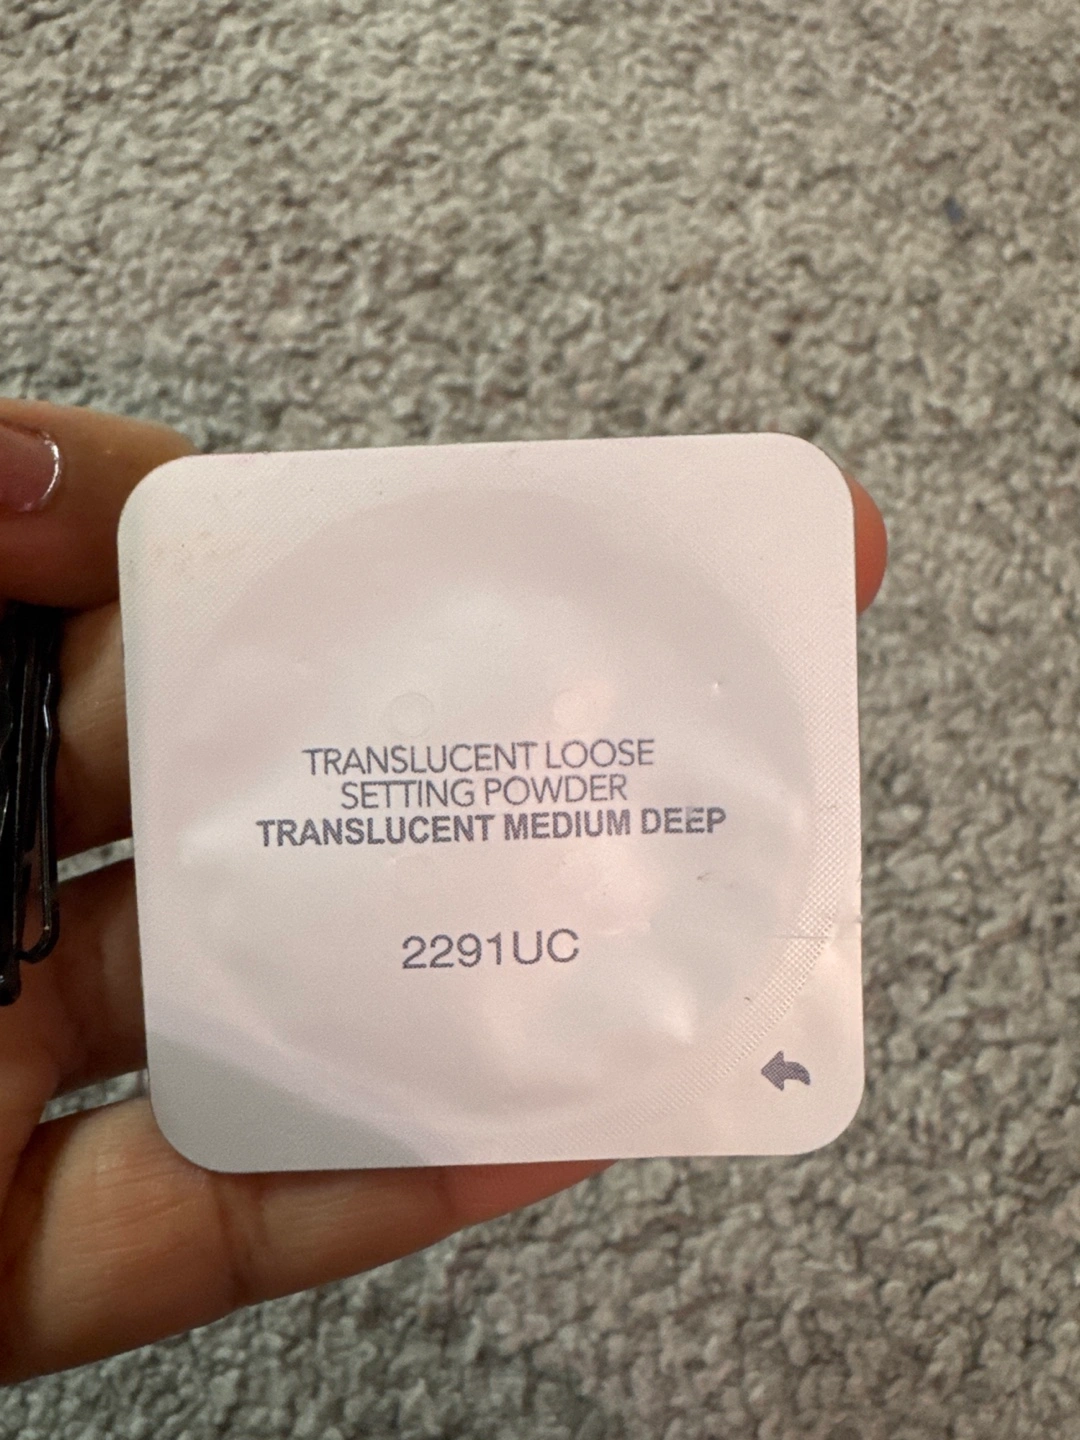 TRANSLUCENT LOOSE
SETTING POWDER
TRANSLUCENT MEDIUM DEEP
2291UC